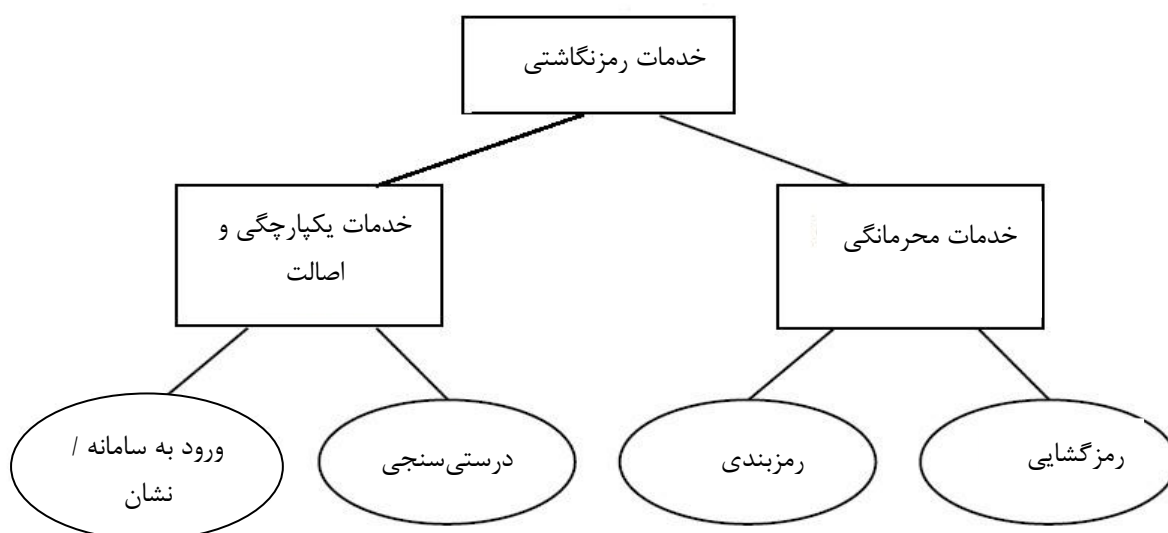 خدمات رمزنگاشتی
خدمات محرمانگی
خدمات یکپارچگی و
اصالت
رمزگشایی
رمزبندی
درستی‌سنجی
ورود به سامانه /
نشان